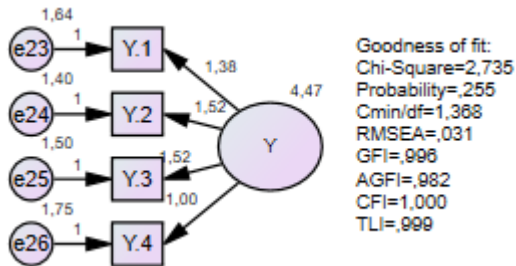 1,64
e23
1
Y.1
1,38
1,40
e24
1
Y.2
1,52
4,47
Y
1,50
e25
1
Y.3
1,52
1,75
e26
1
Y.4
1,00
Goodness of fit:
Chi-Square=2,735
Probability=,255
Cmin/df=1,368
RMSEA=,031
GFI=,996
AGFI=,982
CFI=1,000
TLI=,999